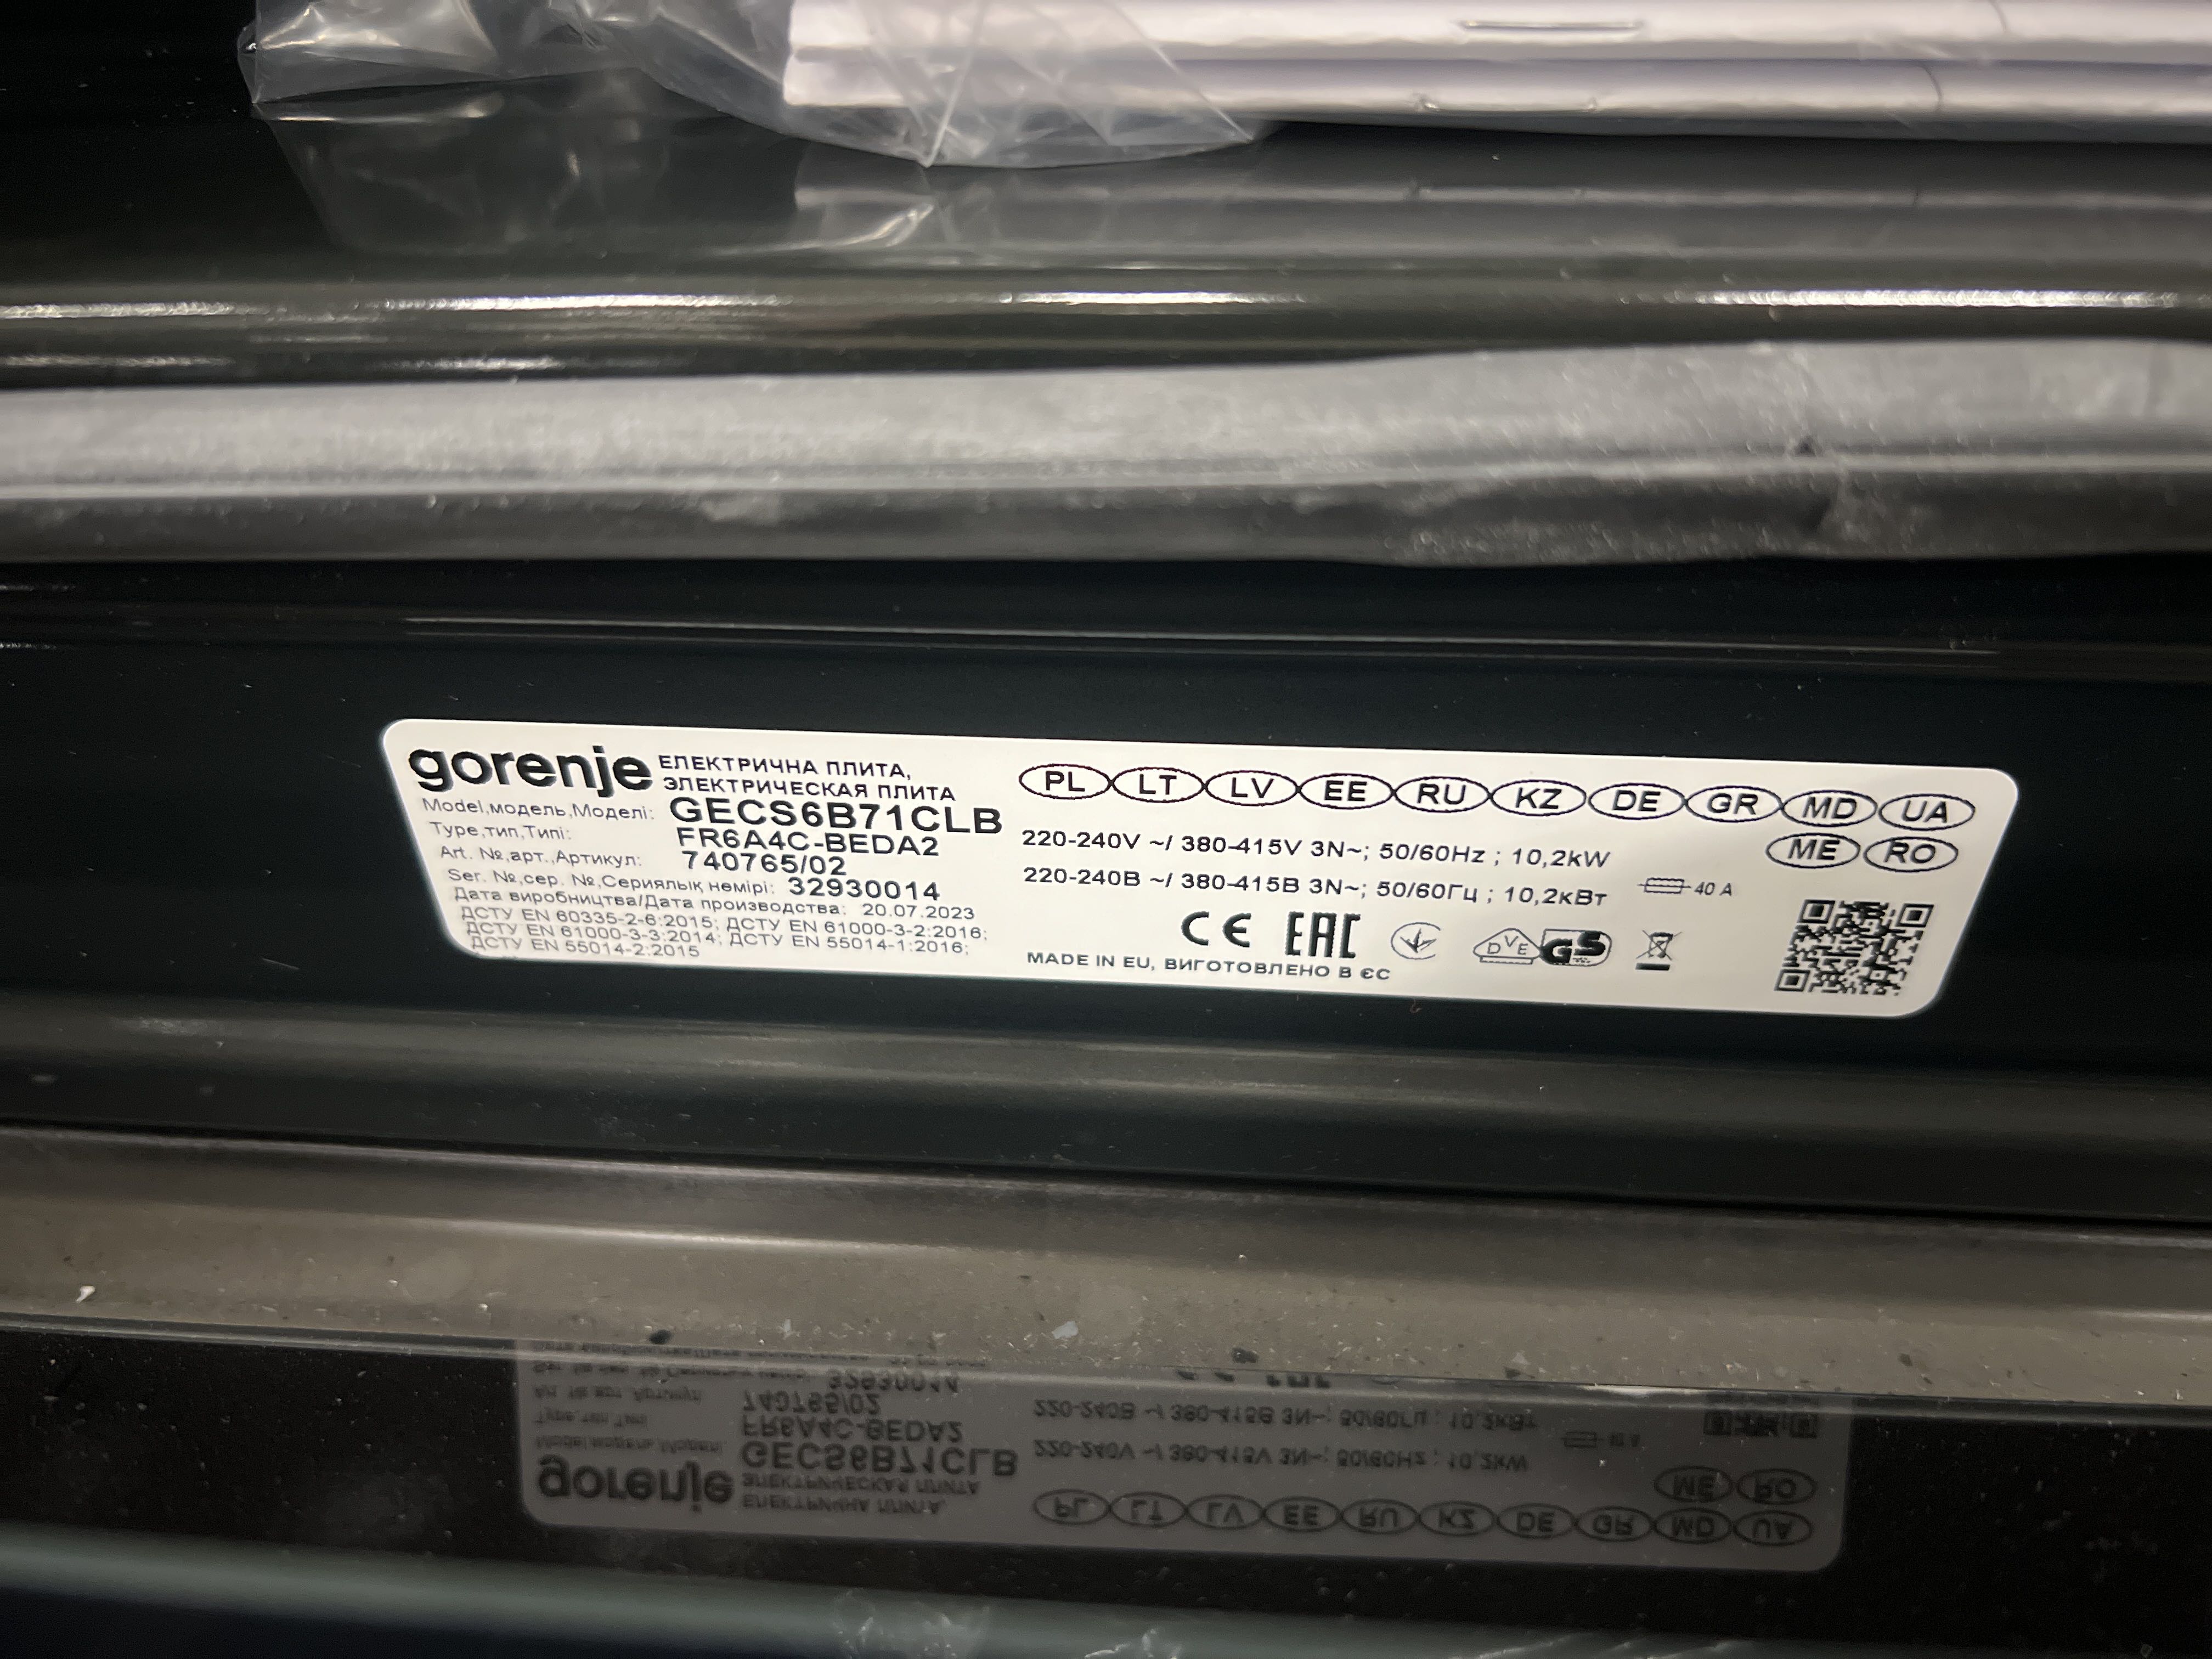 gorenje ЕЛЕКТРИЧНА ПЛИТА,
ЭЛЕКТРИЧЕСКАЯ ПЛИТА
Model,модель,Моделі: GECS6B71CLB
Type,тип,Типі: FR6A4C-BEDA2
Art. №,арт.,Артикул: 740765/02
Ser. №,сер. №,Сериялық немірі: 32930014
Дата виробництва/Дата производства: 20.07.2023
ДСТУ EN 60335-2-6:2015; ДСТУ EN 61000-3-2:2016;
ДСТУ EN 61000-3-3:2014; ДСТУ EN 55014-1:2016;
ДСТУ EN 55014-2:2015
PL LT LV EE RU KZ DE GR MD UA
ME RO
220-240V ~/ 380-415V 3N~; 50/60Hz ; 10,2kW
220-240В ~/ 380-415В 3N~; 50/60Гц ; 10,2кВт
40 A
CE EAC DVE GS
MADE IN EU, ВИГОТОВЛЕНО В ЄС